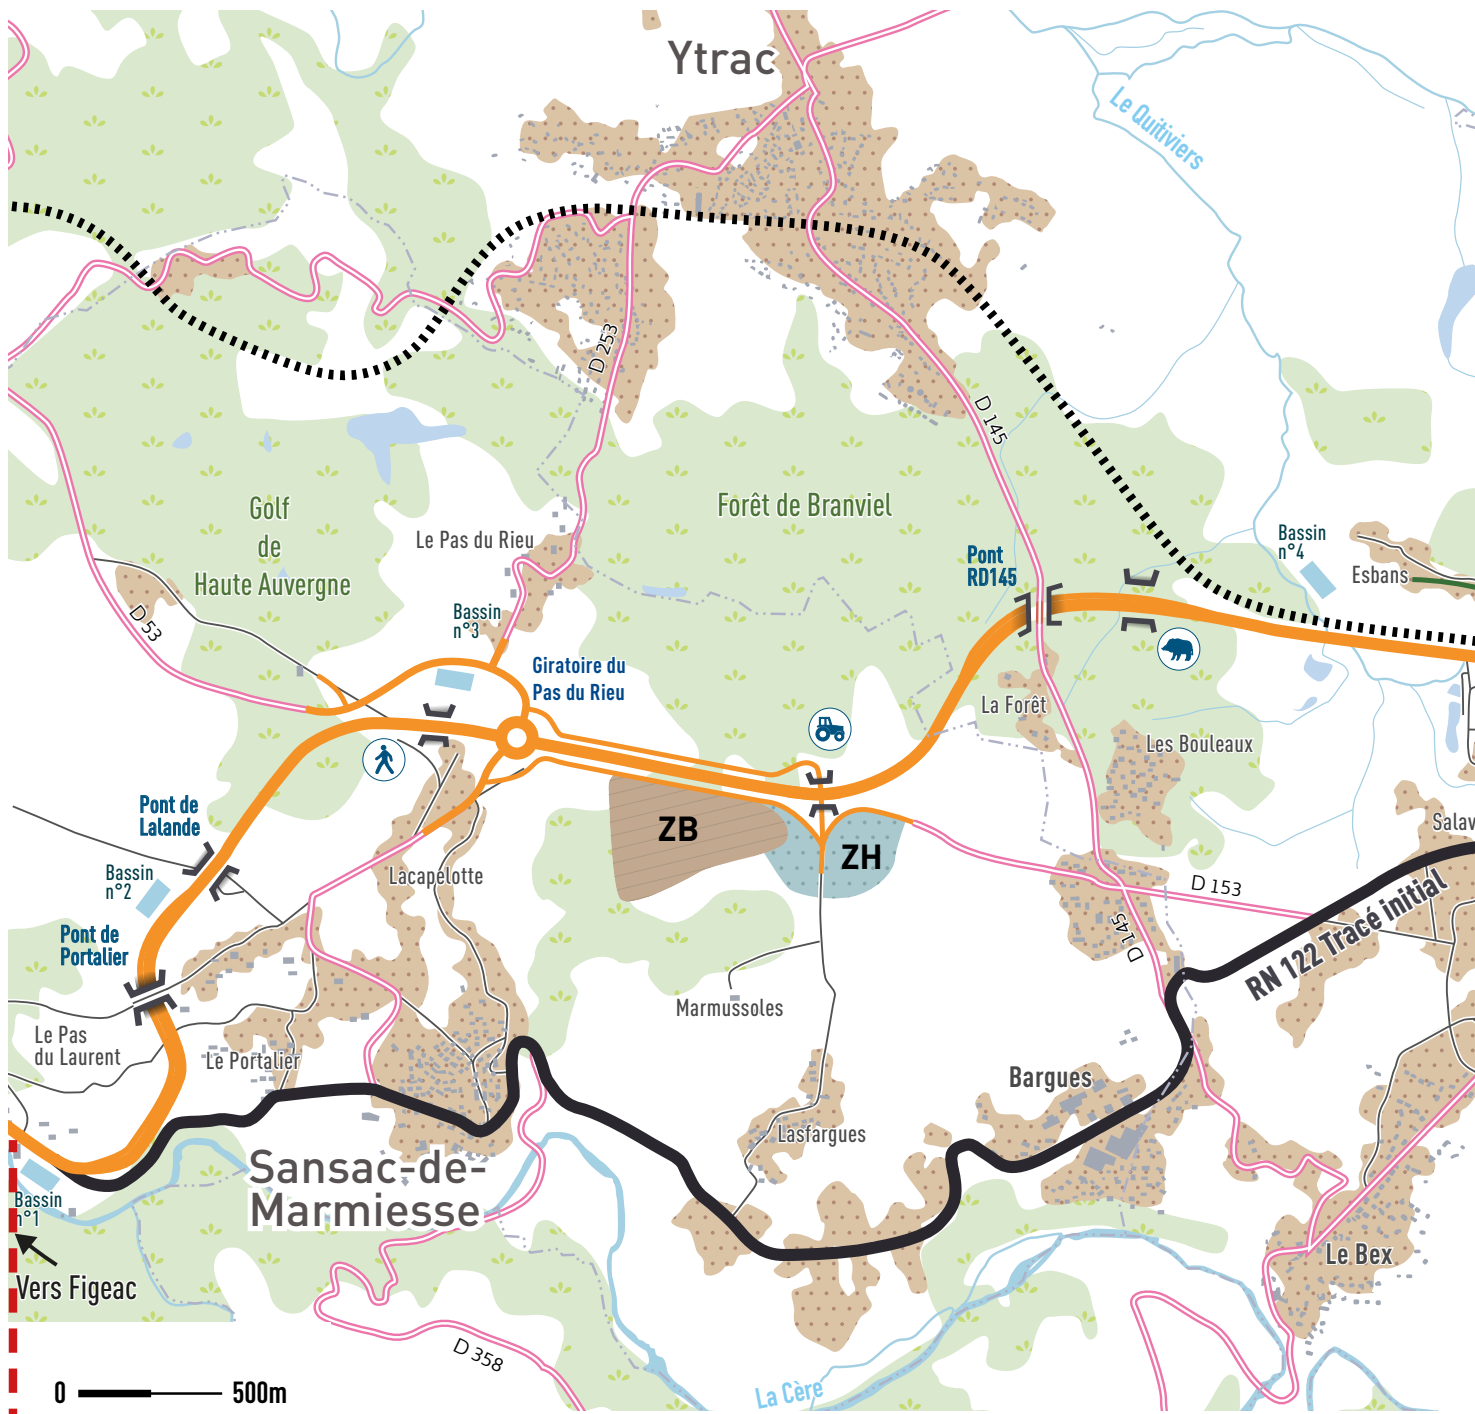 Ytrac
Le Quitiviers
D 253
D 145
Golf
de
Haute Auvergne
Forêt de Branviel
Le Pas du Rieu
Pont
RD145
Bassin
n°4
Esbans
D 53
Bassin
n°3
Giratoire du
Pas du Rieu
La Forêt
Les Bouleaux
Pont de
Lalande
ZB
ZH
Salav
Bassin
n°2
Lacapelotte
D 153
Pont de
Portalier
D 145
RN 122 Tracé initial
Marmussoles
Le Pas
du Laurent
Le Portalier
Bargues
Lasfargues
Sansac-de-
Marmiesse
Bassin
n°1
Vers Figeac
Le Bex
D 358
La Cère
0 500m